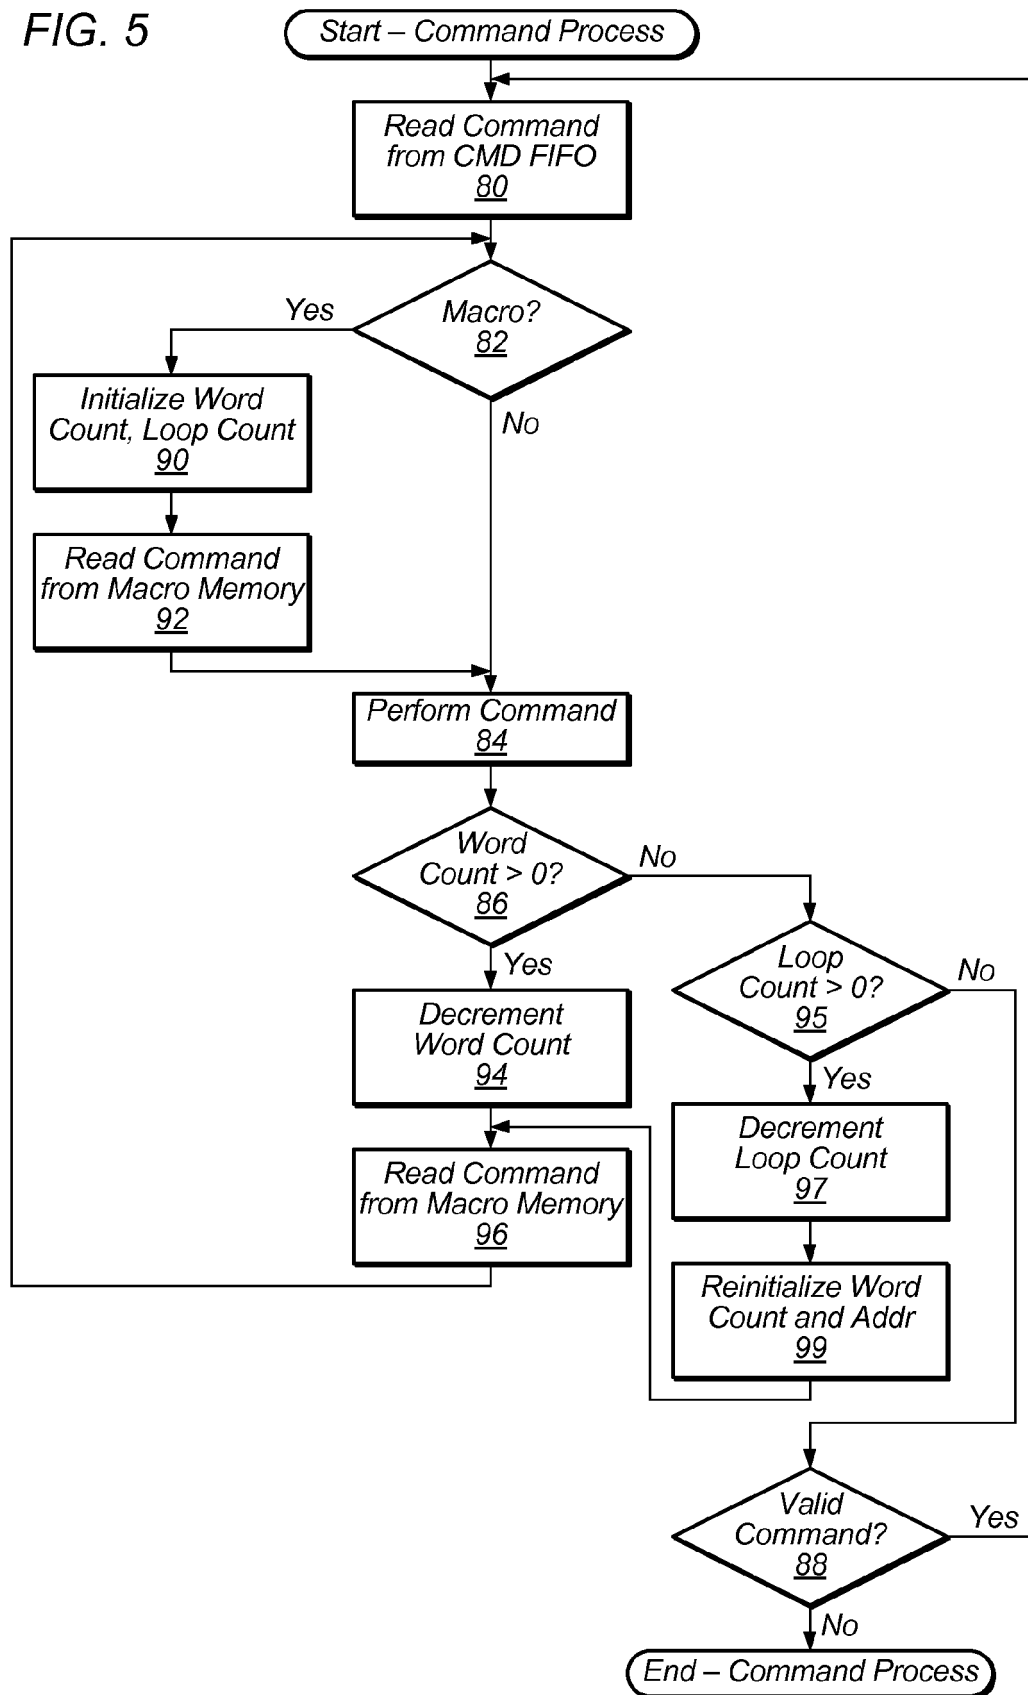 FIG. 5
Start – Command Process
Read Command
from CMD FIFO
80
Macro?
82
Yes
No
Initialize Word
Count, Loop Count
90
Read Command
from Macro Memory
92
Perform Command
84
Word
Count > 0?
86
No
Yes
Loop
Count > 0?
95
No
Yes
Decrement
Word Count
94
Decrement
Loop Count
97
Read Command
from Macro Memory
96
Reinitialize Word
Count and Addr
99
Valid
Command?
88
Yes
No
End – Command Process